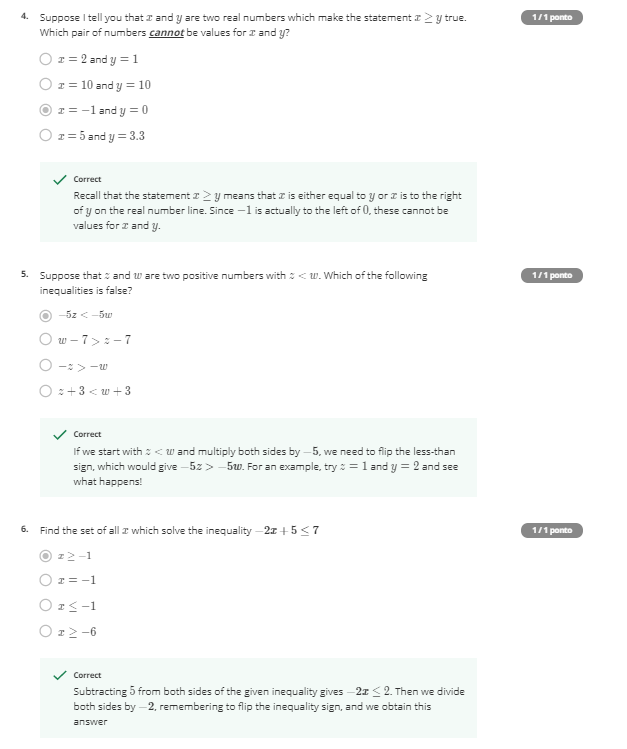 4. Suppose I tell you that x and y are two real numbers which make the statement x ≥ y true. 1 / 1 ponto
Which pair of numbers cannot be values for x and y?
x = 2 and y = 1
x = 10 and y = 10
x = −1 and y = 0
x = 5 and y = 3.3
Correct
Recall that the statement x ≥ y means that x is either equal to y or x is to the right
of y on the real number line. Since −1 is actually to the left of 0, these cannot be
values for x and y.
5. Suppose that z and w are two positive numbers with z < w. Which of the following 1 / 1 ponto
inequalities is false?
−5z < −5w
w − 7 > z − 7
−z > −w
z + 3 < w + 3
Correct
If we start with z < w and multiply both sides by −5, we need to flip the less-than
sign, which would give −5z > −5w. For an example, try z = 1 and y = 2 and see
what happens!
6. Find the set of all x which solve the inequality −2x + 5 ≤ 7 1 / 1 ponto
x ≥ −1
x = −1
x ≤ −1
x ≥ −6
Correct
Subtracting 5 from both sides of the given inequality gives −2x ≤ 2. Then we divide
both sides by −2, remembering to flip the inequality sign, and we obtain this
answer